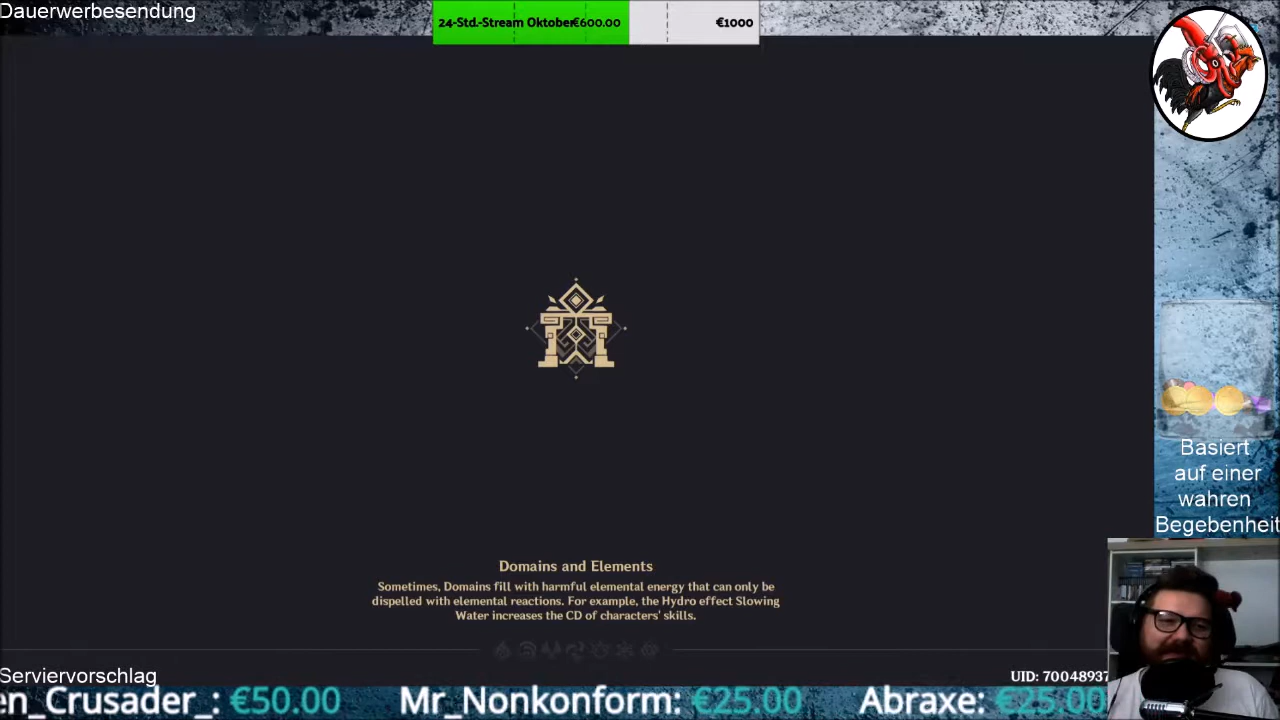 Dauerwerbesendung
24-Std.-Stream Oktober €600.00 €1000
Basiert
auf einer
wahren
Begebenheit
Domains and Elements
Sometimes, Domains fill with harmful elemental energy that can only be
dispelled with elemental reactions. For example, the Hydro effect Slowing
Water increases the CD of characters' skills.
Serviervorschlag
UID: 70048937
en_Crusader_: €50.00 Mr_Nonkonform: €25.00 Abraxe: €25.00